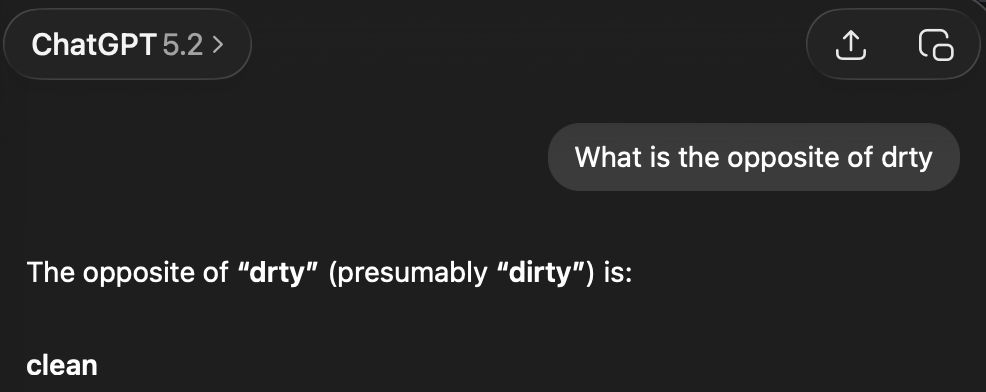 ChatGPT 5.2 >
What is the opposite of drty
The opposite of “drty” (presumably “dirty”) is:
clean